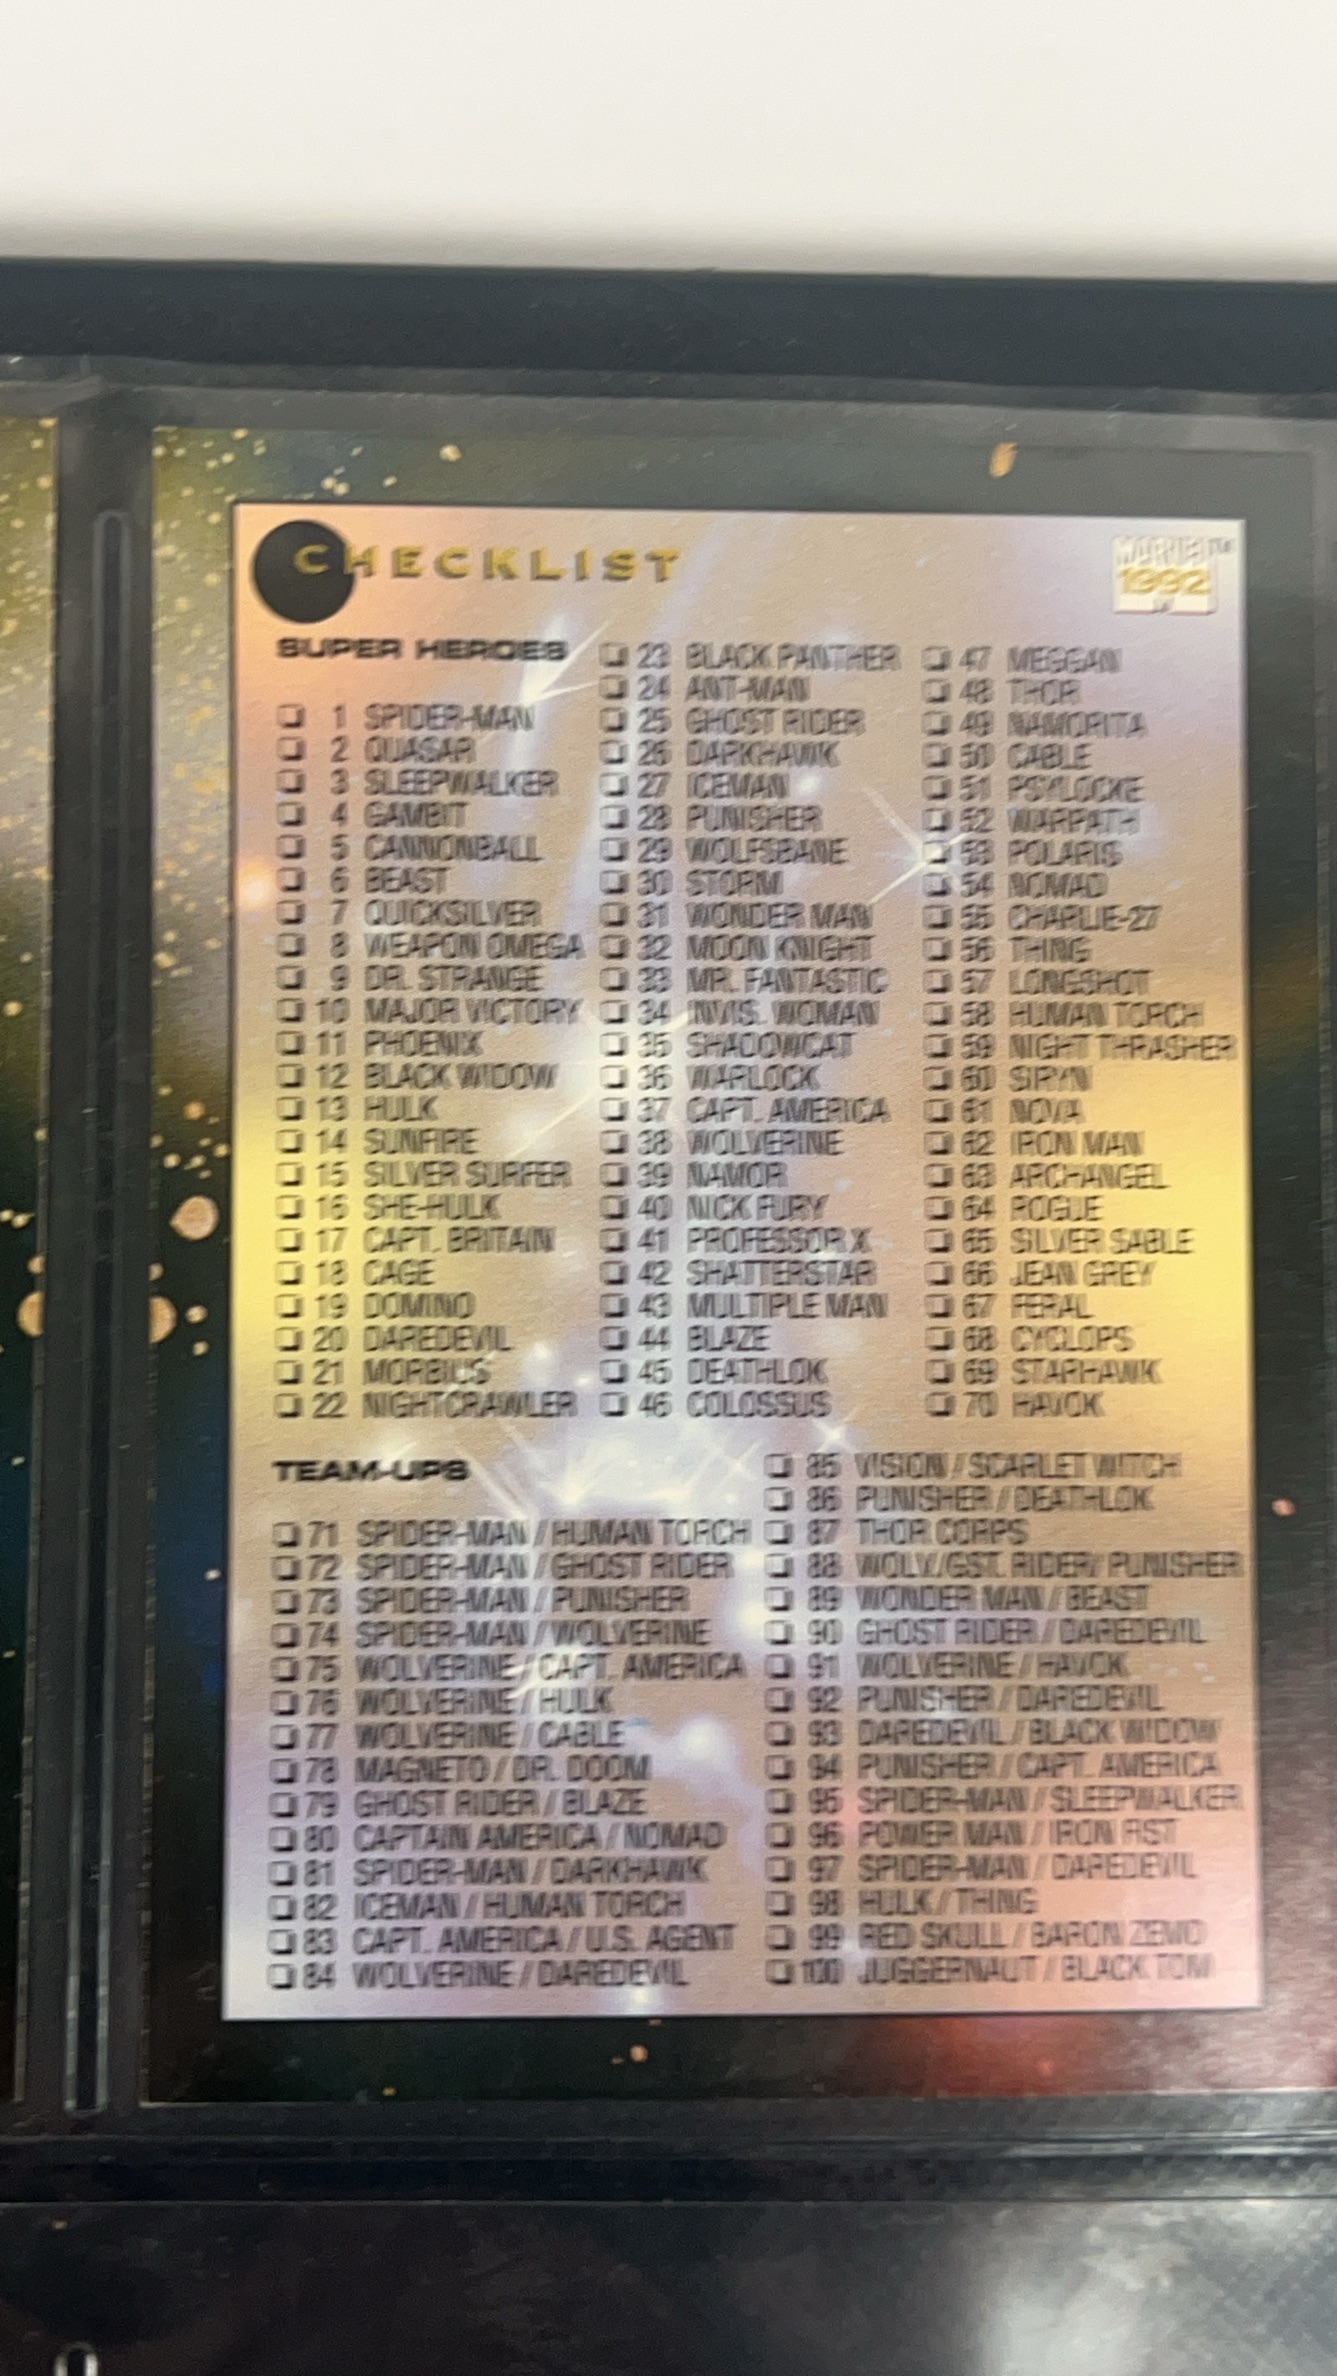 CHECKLIST
MARVEL
1992
SUPER HEROES
1 SPIDER-MAN
2 QUASAR
3 SLEEPWALKER
4 GAMBIT
5 CANNONBALL
6 BEAST
7 QUICKSILVER
8 WEAPON OMEGA
9 DR. STRANGE
10 MAJOR VICTORY
11 PHOENIX
12 BLACK WIDOW
13 HULK
14 SUNFIRE
15 SILVER SURFER
16 SHE-HULK
17 CAPT. BRITAIN
18 CAGE
19 DOMINO
20 DAREDEVIL
21 MORBIUS
22 NIGHTCRAWLER
23 BLACK PANTHER
24 ANT-MAN
25 GHOST RIDER
26 DARKHAWK
27 ICEMAN
28 PUNISHER
29 WOLFSBANE
30 STORM
31 WONDER MAN
32 MOON KNIGHT
33 MR. FANTASTIC
34 INVIS. WOMAN
35 SHADOWCAT
36 WARLOCK
37 CAPT. AMERICA
38 WOLVERINE
39 NAMOR
40 NICK FURY
41 PROFESSOR X
42 SHATTERSTAR
43 MULTIPLE MAN
44 BLAZE
45 DEATHLOK
46 COLOSSUS
47 MEGGAN
48 THOR
49 NAMORITA
50 CABLE
51 PSYLOCKE
52 WARPATH
53 POLARIS
54 NOMAD
55 CHARLIE-27
56 THING
57 LONGSHOT
58 HUMAN TORCH
59 NIGHT THRASHER
60 SIRYN
61 NOVA
62 IRON MAN
63 ARCHANGEL
64 ROGUE
65 SILVER SABLE
66 JEAN GREY
67 FERAL
68 CYCLOPS
69 STARHAWK
70 HAVOK
TEAM-UPS
71 SPIDER-MAN / HUMAN TORCH
72 SPIDER-MAN / GHOST RIDER
73 SPIDER-MAN / PUNISHER
74 SPIDER-MAN / WOLVERINE
75 WOLVERINE / CAPT. AMERICA
76 WOLVERINE / HULK
77 WOLVERINE / CABLE
78 MAGNETO / DR. DOOM
79 GHOST RIDER / BLAZE
80 CAPTAIN AMERICA / NOMAD
81 SPIDER-MAN / DARKHAWK
82 ICEMAN / HUMAN TORCH
83 CAPT. AMERICA / U.S. AGENT
84 WOLVERINE / DAREDEVIL
85 VISION / SCARLET WITCH
86 PUNISHER / DEATHLOK
87 THOR CORPS
88 WOLV./GST. RIDER/ PUNISHER
89 WONDER MAN / BEAST
90 GHOST RIDER / DAREDEVIL
91 WOLVERINE / HAVOK
92 PUNISHER / DAREDEVIL
93 DAREDEVIL / BLACK WIDOW
94 PUNISHER / CAPT. AMERICA
95 SPIDER-MAN / SLEEPWALKER
96 POWER MAN / IRON FIST
97 SPIDER-MAN / DAREDEVIL
98 HULK / THING
99 RED SKULL / BARON ZEMO
100 JUGGERNAUT / BLACK TOM